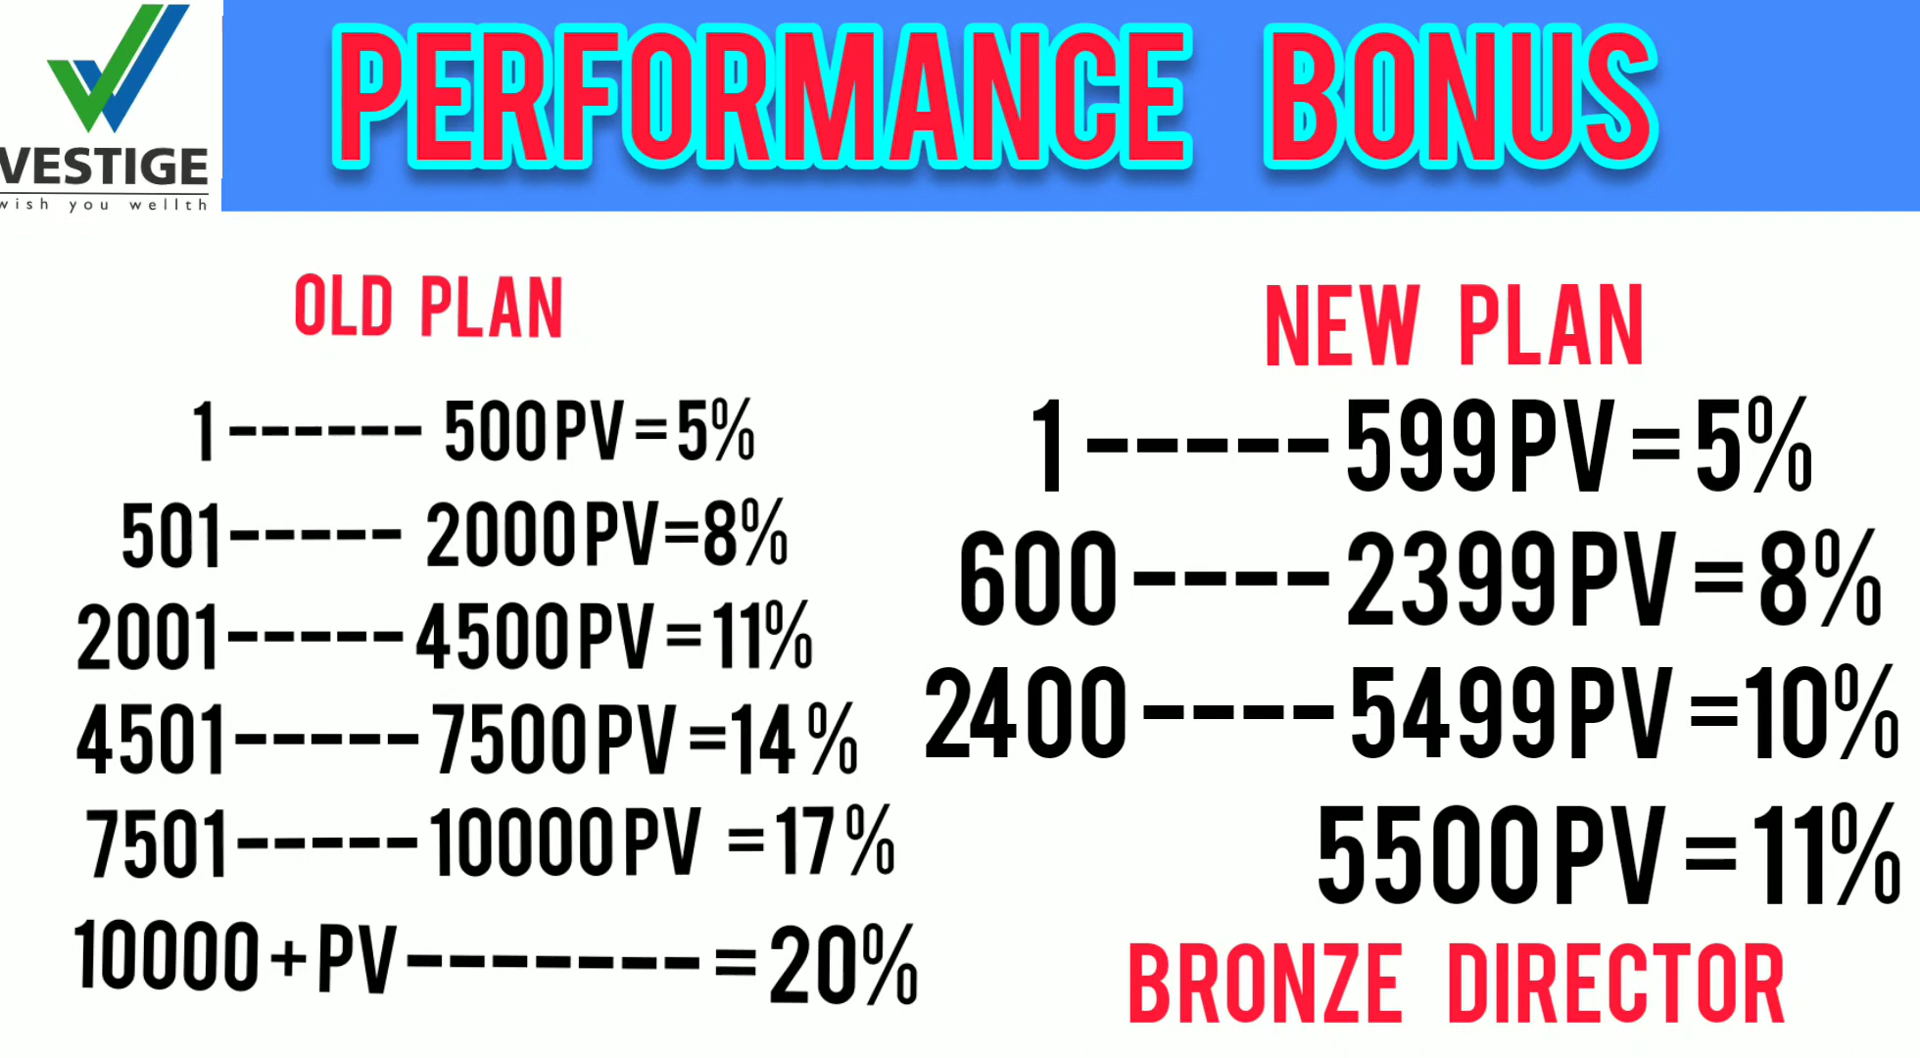 VESTIGE
wish you wellth
PERFORMANCE BONUS
OLD PLAN
1------ 500PV=5%
501----- 2000PV=8%
2001-----4500PV=11%
4501-----7500PV=14%
7501-----10000PV =17%
10000+PV-------=20%
NEW PLAN
1-----599PV=5%
600----2399PV=8%
2400----5499PV=10%
5500PV=11%
BRONZE DIRECTOR